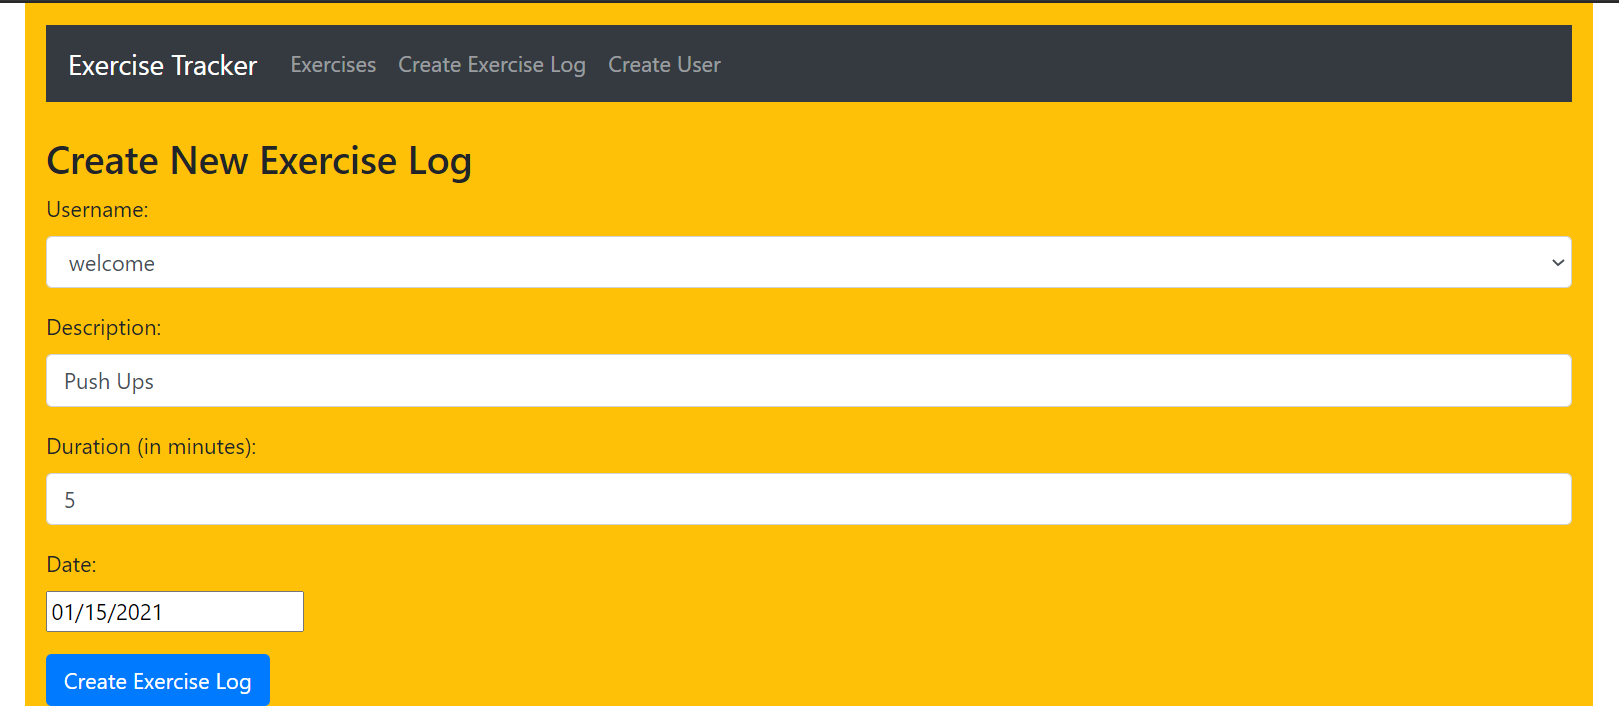 Exercise Tracker Exercises Create Exercise Log Create User
Create New Exercise Log
Username:
welcome
Description:
Push Ups
Duration (in minutes):
5
Date:
01/15/2021
Create Exercise Log